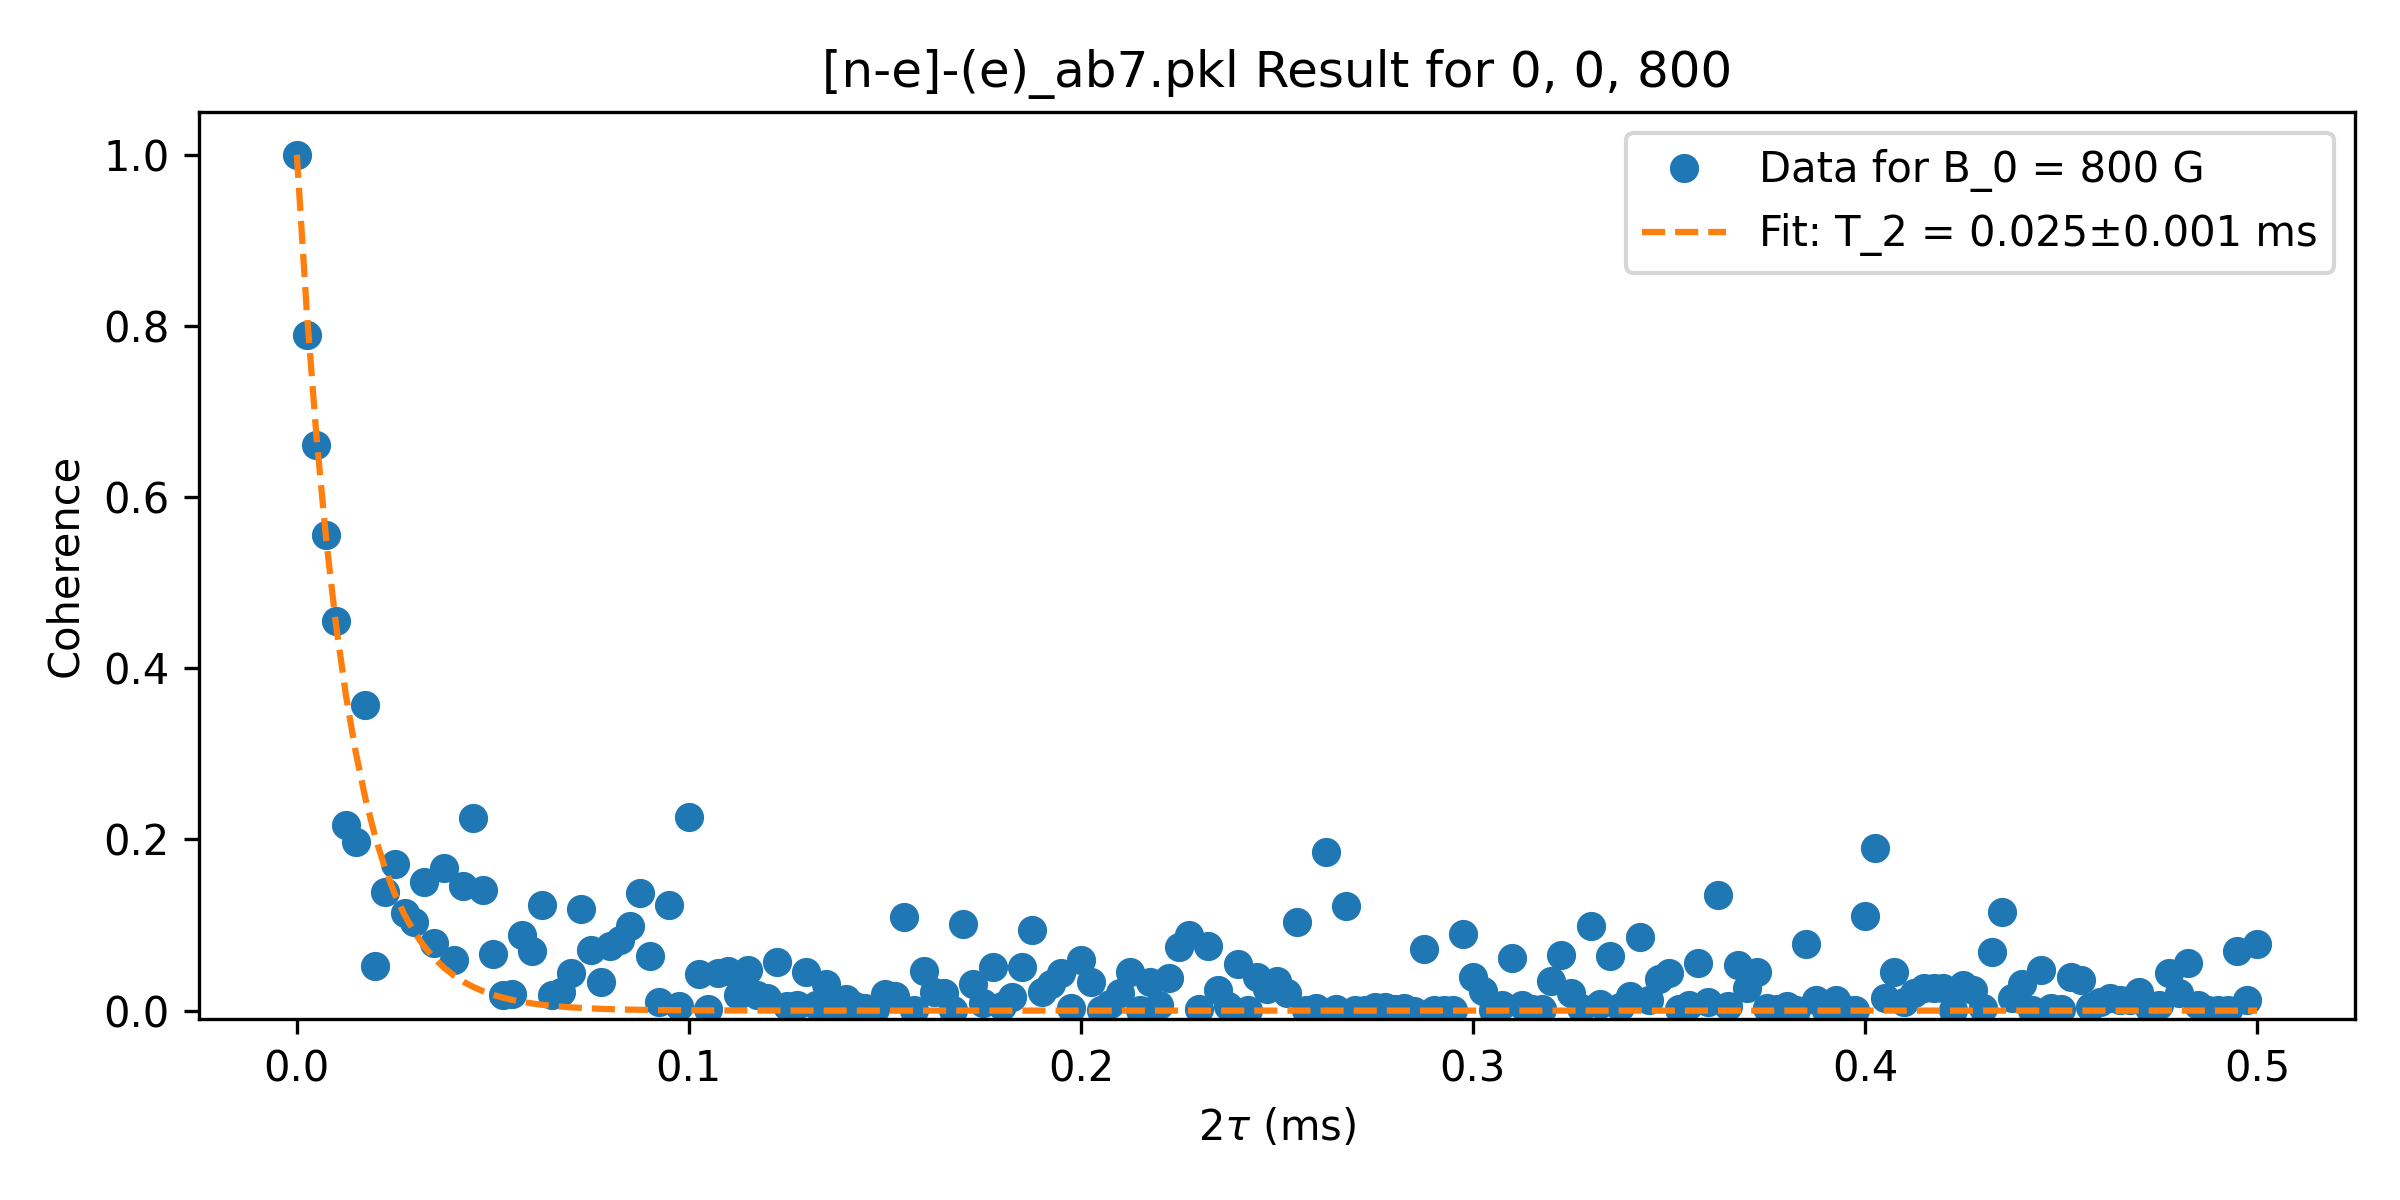 [n-e]-(e)_ab7.pkl Result for 0, 0, 800
Data for B_0 = 800 G
Fit: T_2 = 0.025±0.001 ms
Coherence
1.0
0.8
0.6
0.4
0.2
0.0
0.0 0.1 0.2 0.3 0.4 0.5
2τ (ms)